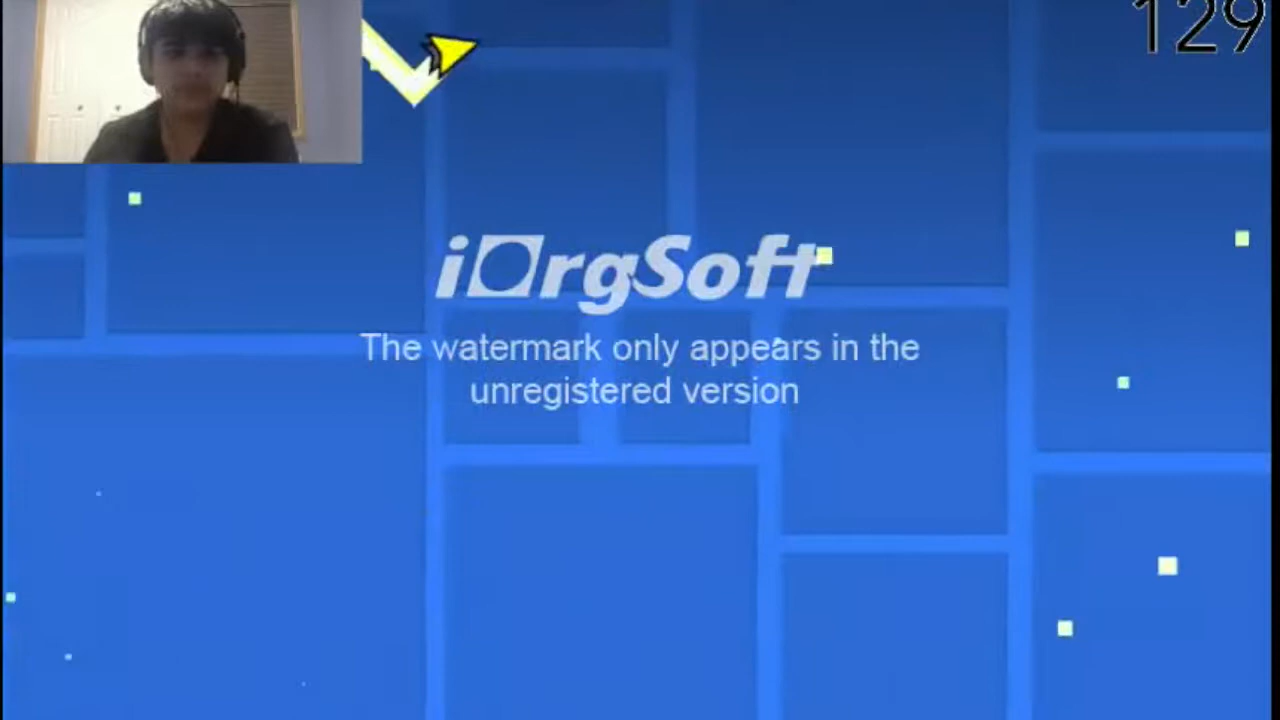 129
iOrgSoft
The watermark only appears in the
unregistered version